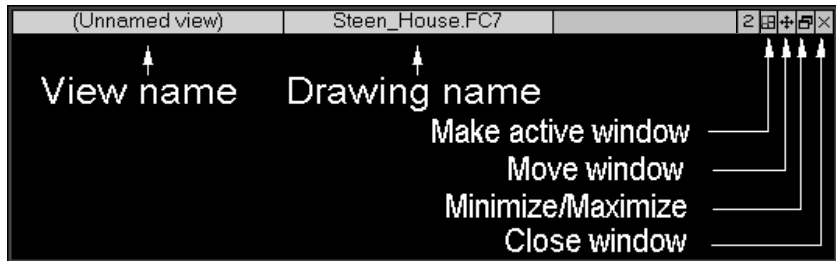 (Unnamed view) Steen_House.FC7 2
View name Drawing name
Make active window
Move window
Minimize/Maximize
Close window